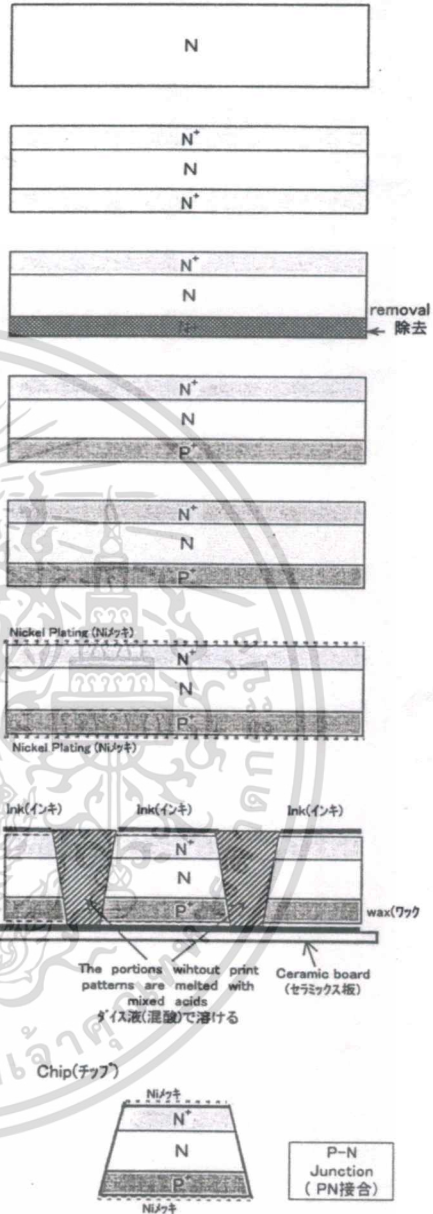 N
N⁺
N
N⁺
N⁺
N
removal
除去
N⁺
N
P⁺
N⁺
N
P⁺
Nickel Plating (Niメッキ)
N⁺
N
P⁺
Nickel Plating (Niメッキ)
Ink(インキ) Ink(インキ) Ink(インキ)
N⁺
N
P⁺
wax(ワック
The portions wihtout print
patterns are melted with
mixed acids
ダイス液(混酸)で溶ける
Ceramic board
(セラミックス板)
Chip(チップ)
Niメッキ
N⁺
N
P⁺
Niメッキ
P-N
Junction
( PN接合)